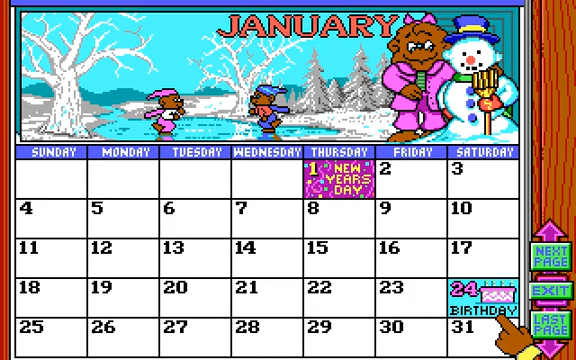 JANUARY
SUNDAY MONDAY TUESDAY WEDNESDAY THURSDAY FRIDAY SATURDAY
1 NEW YEARS DAY 2 3
4 5 6 7 8 9 10
11 12 13 14 15 16 17
18 19 20 21 22 23 24 BIRTHDAY
25 26 27 28 29 30 31
NEXT
PAGE
EXIT
LAST
PAGE